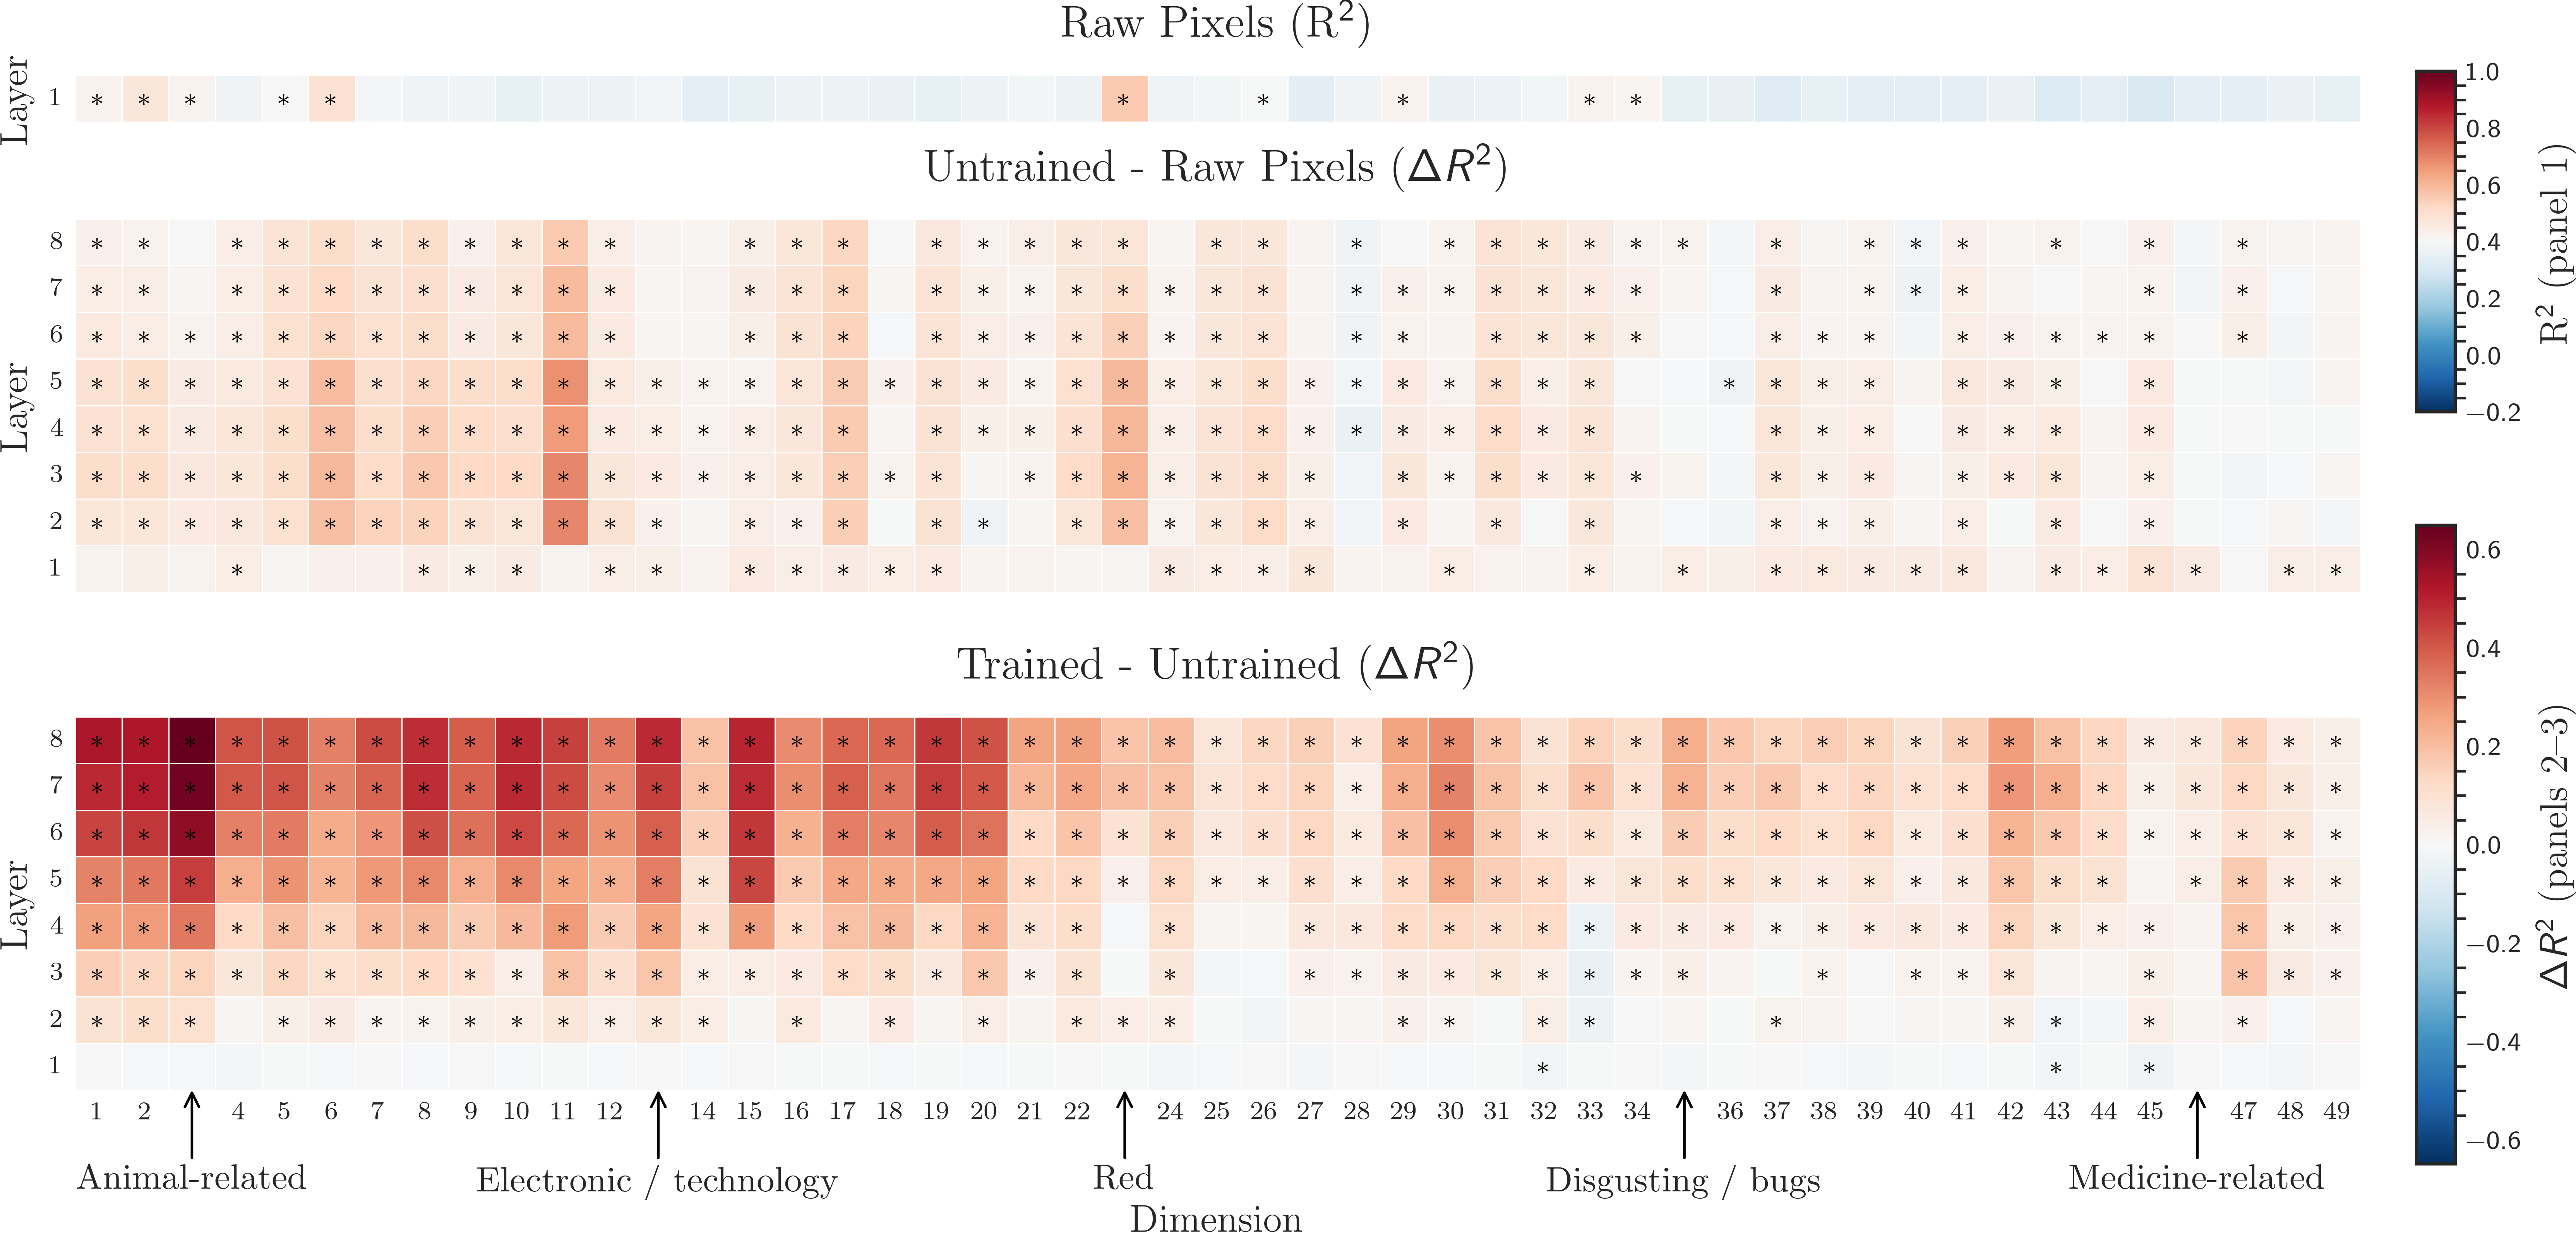 Raw Pixels (R²)
Layer
1 * * * * * * * * * *
Untrained - Raw Pixels (ΔR²)
Layer
8
7
6
5
4
3
2
1
Trained - Untrained (ΔR²)
Layer
8
7
6
5
4
3
2
1
1 2 4 5 6 7 8 9 10 11 12 14 15 16 17 18 19 20 21 22 24 25 26 27 28 29 30 31 32 33 34 36 37 38 39 40 41 42 43 44 45 47 48 49
Animal-related
Electronic / technology
Red
Disgusting / bugs
Medicine-related
Dimension
1.0
0.8
0.6
0.4
0.2
0.0
−0.2
R² (panel 1)
0.6
0.4
0.2
0.0
−0.2
−0.4
−0.6
ΔR² (panels 2–3)